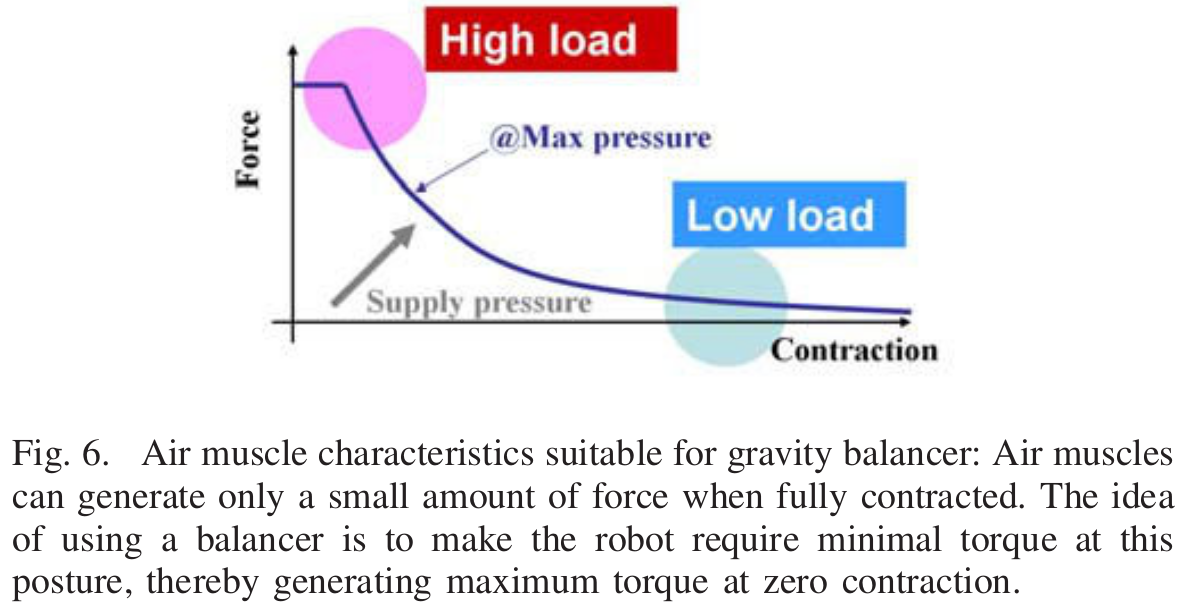 High load
Force
@Max pressure
Low load
Supply pressure
Contraction
Fig. 6. Air muscle characteristics suitable for gravity balancer: Air muscles
can generate only a small amount of force when fully contracted. The idea
of using a balancer is to make the robot require minimal torque at this
posture, thereby generating maximum torque at zero contraction.